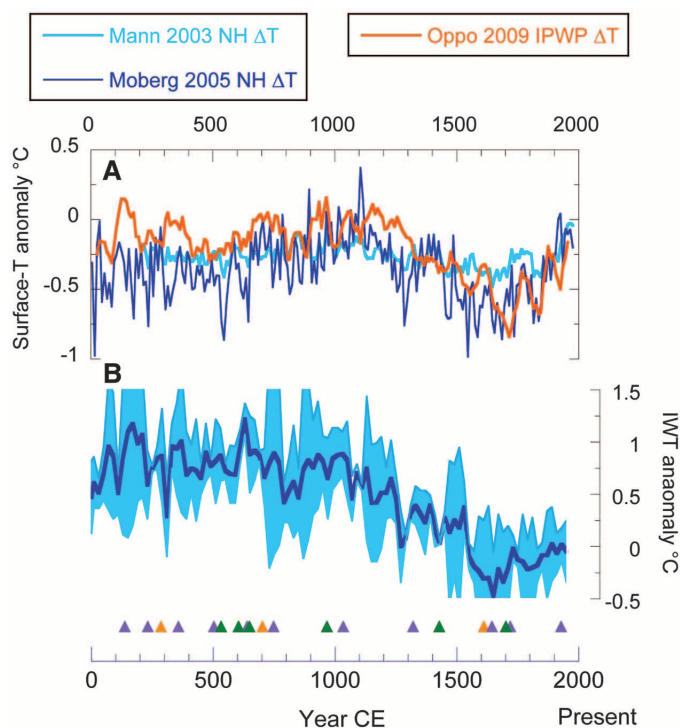 Mann 2003 NH ΔT
Moberg 2005 NH ΔT
Oppo 2009 IPWP ΔT
0 500 1000 1500 2000
A
Surface-T anomaly °C
0.5
0
-0.5
-1
B
IWT anaomaly °C
1.5
1
0.5
0
-0.5
0 500 1000 1500 2000
Year CE Present